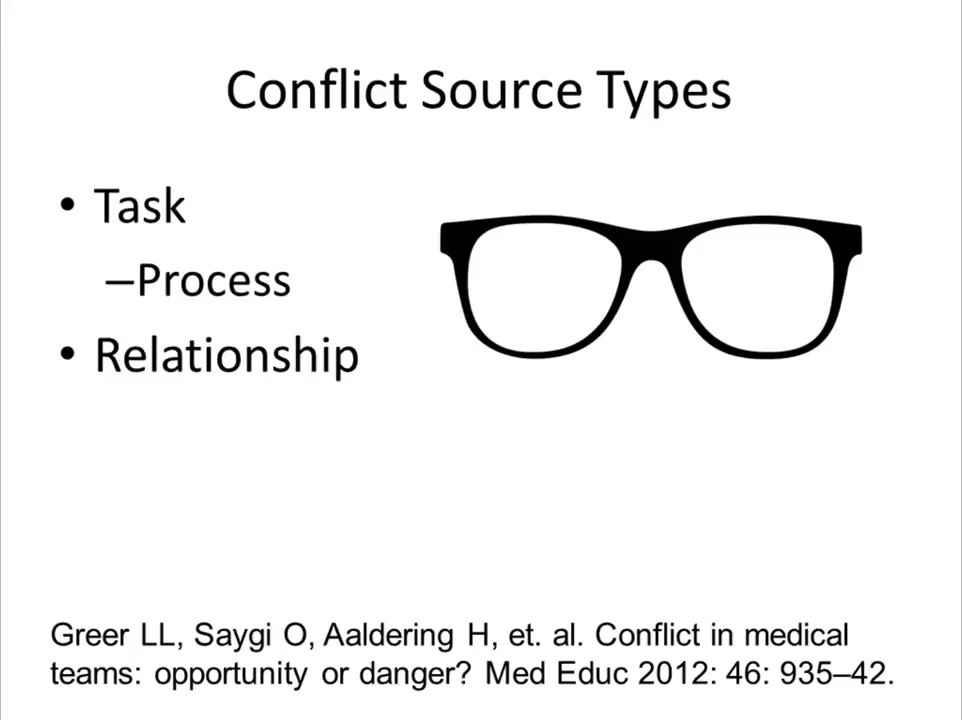 Conflict Source Types
• Task
–Process
• Relationship
Greer LL, Saygi O, Aaldering H, et. al. Conflict in medical
teams: opportunity or danger? Med Educ 2012: 46: 935–42.